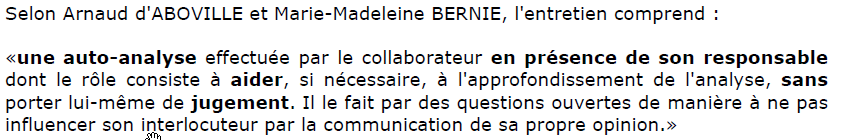 Selon Arnaud d'ABOVILLE et Marie-Madeleine BERNIE, l'entretien comprend :
«une auto-analyse effectuée par le collaborateur en présence de son responsable
dont le rôle consiste à aider, si nécessaire, à l'approfondissement de l'analyse, sans
porter lui-même de jugement. Il le fait par des questions ouvertes de manière à ne pas
influencer son interlocuteur par la communication de sa propre opinion.»